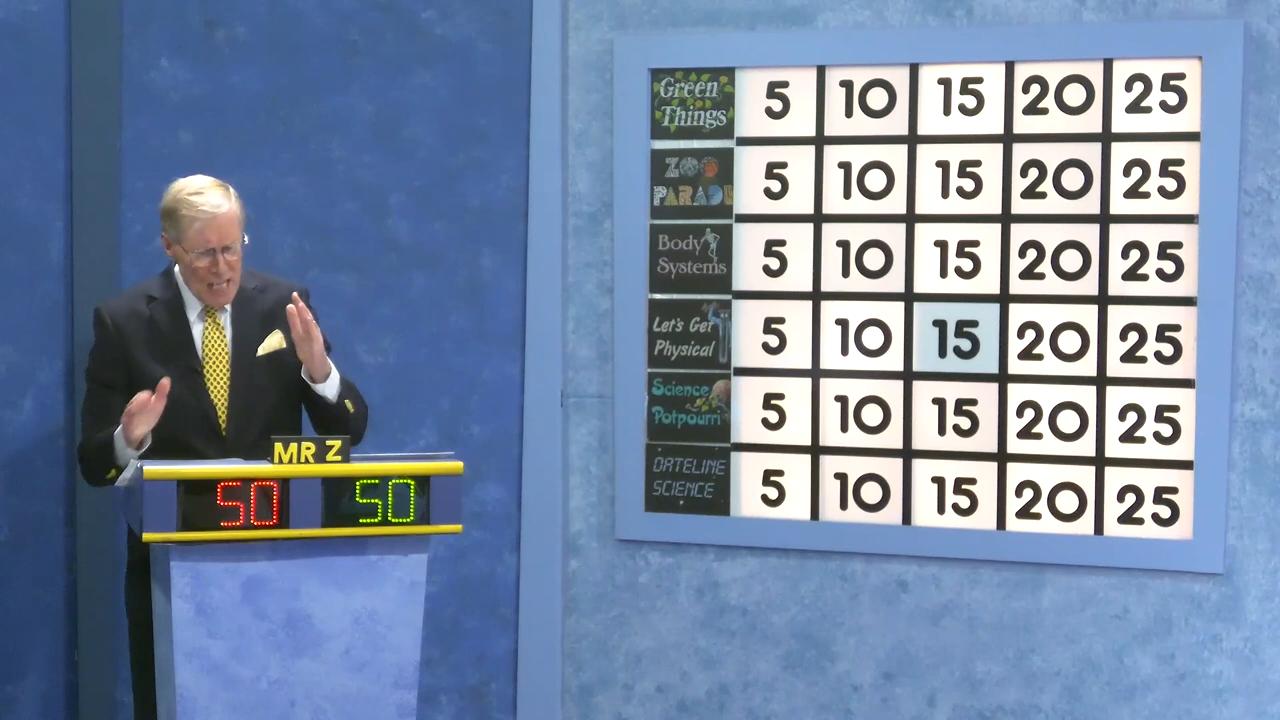 Green Things 5 10 15 20 25
ZOO PARADE 5 10 15 20 25
Body Systems 5 10 15 20 25
Let's Get Physical 5 10 15 20 25
Science Potpourri 5 10 15 20 25
DATELINE SCIENCE 5 10 15 20 25
MR Z
50 50